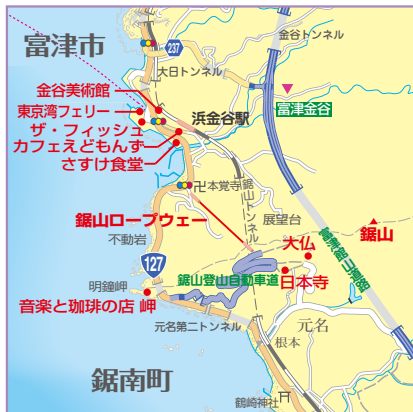 富津市
237
金谷トンネル
大日トンネル
金谷美術館
東京湾フェリー
ザ・フィッシュ
カフェえどもんず
さすけ食堂
浜金谷駅
富津金谷
本覚寺
鋸山トンネル
鋸山ロープウェー
展望台
鋸山
不動岩
大仏
富津館山道路
127
鋸山登山自動車道
日本寺
明鐘岬
音楽と珈琲の店 岬
元名第二トンネル
元名
根本
鋸南町
鶴崎神社